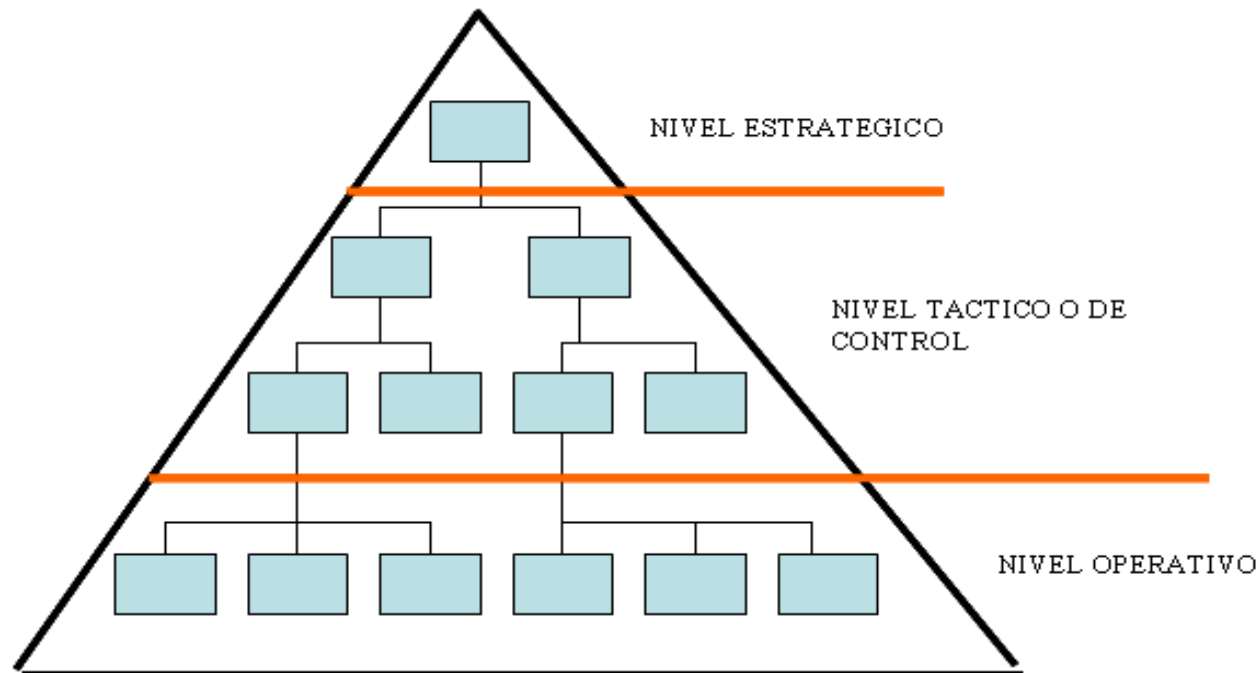 NIVEL ESTRATEGICO
NIVEL TACTICO O DE
CONTROL
NIVEL OPERATIVO